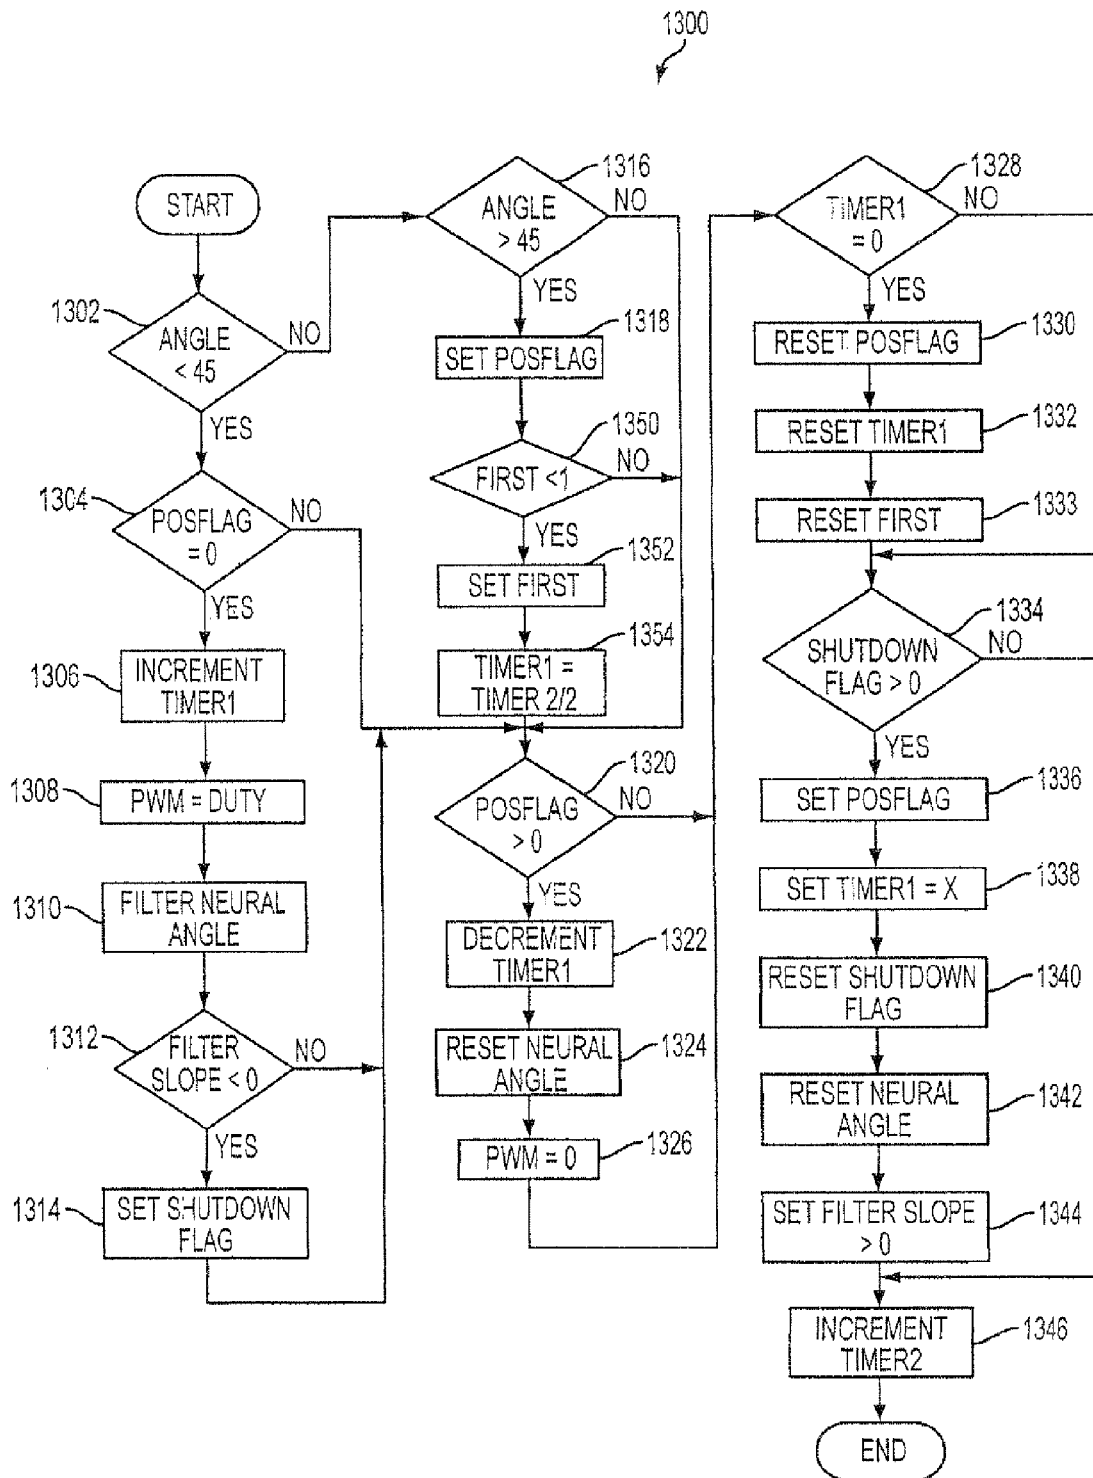 1300
START
1302
ANGLE
< 45
NO
YES
1304
POSFLAG
= 0
NO
YES
1306
INCREMENT
TIMER1
1308
PWM = DUTY
1310
FILTER NEURAL
ANGLE
1312
FILTER
SLOPE < 0
NO
YES
1314
SET SHUTDOWN
FLAG
1316
ANGLE
> 45
NO
YES
1318
SET POSFLAG
1350
FIRST <1
NO
YES
1352
SET FIRST
1354
TIMER1 =
TIMER 2/2
1320
POSFLAG
> 0
NO
YES
1322
DECREMENT
TIMER1
1324
RESET NEURAL
ANGLE
1326
PWM = 0
1328
TIMER1
= 0
NO
YES
1330
RESET POSFLAG
1332
RESET TIMER1
1333
RESET FIRST
1334
SHUTDOWN
FLAG > 0
NO
YES
1336
SET POSFLAG
1338
SET TIMER1 = X
1340
RESET SHUTDOWN
FLAG
1342
RESET NEURAL
ANGLE
1344
SET FILTER SLOPE
> 0
1346
INCREMENT
TIMER2
END